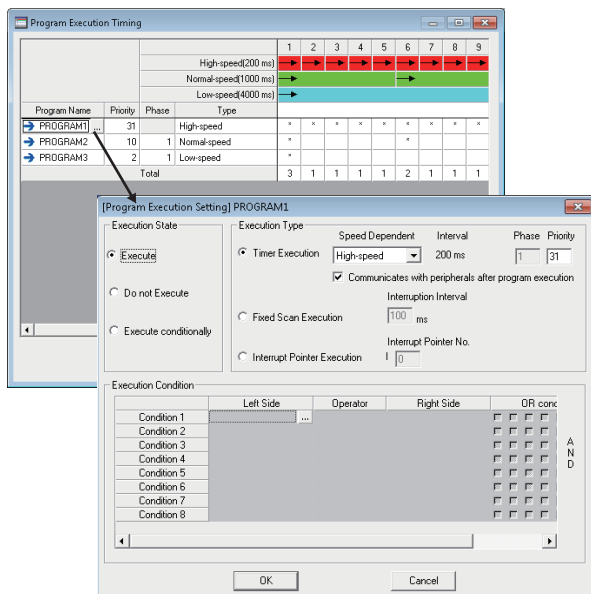 Program Execution Timing
1 2 3 4 5 6 7 8 9
High-speed(200 ms)
Normal-speed(1000 ms)
Low-speed(4000 ms)
Program Name Priority Phase Type
PROGRAM1 ... 31 High-speed * * * * * * * * *
PROGRAM2 10 1 Normal-speed * *
PROGRAM3 2 1 Low-speed *
Total 3 1 1 1 1 2 1 1 1
[Program Execution Setting] PROGRAM1
Execution State
Execute
Do not Execute
Execute conditionally
Execution Type
Speed Dependent Interval Phase Priority
Timer Execution High-speed 200 ms 1 31
Communicates with peripherals after program execution
Interruption Interval
Fixed Scan Execution 100 ms
Interrupt Pointer No.
Interrupt Pointer Execution I 0
Execution Condition
Left Side Operator Right Side OR conc
Condition 1 ...
Condition 2
Condition 3
Condition 4
Condition 5
Condition 6
Condition 7
Condition 8
A
N
D
OK Cancel